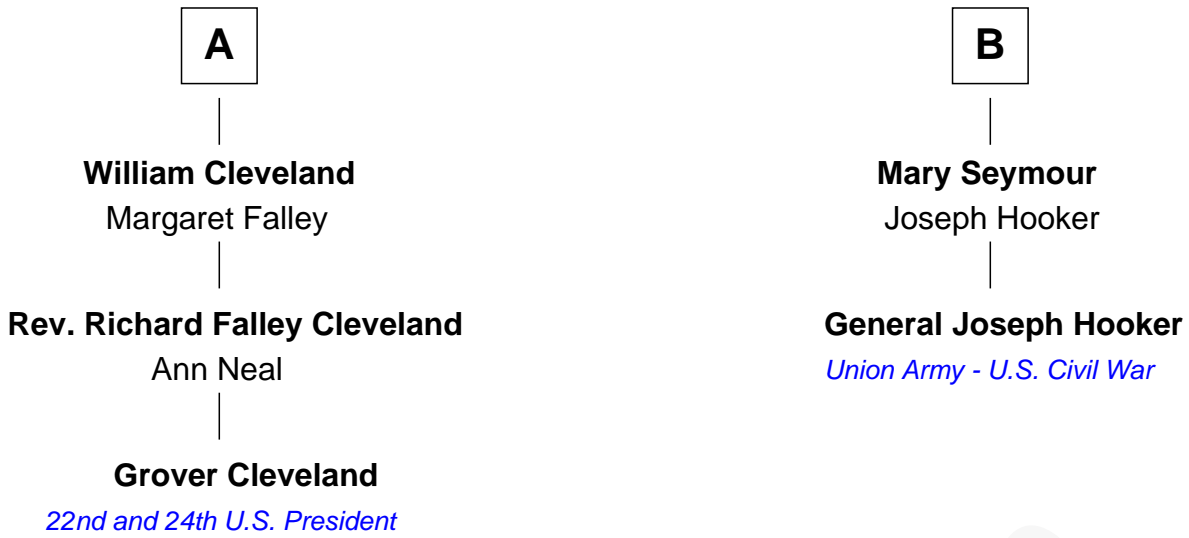 A
William Cleveland
Margaret Falley
Rev. Richard Falley Cleveland
Ann Neal
Grover Cleveland
22nd and 24th U.S. President
B
Mary Seymour
Joseph Hooker
General Joseph Hooker
Union Army - U.S. Civil War